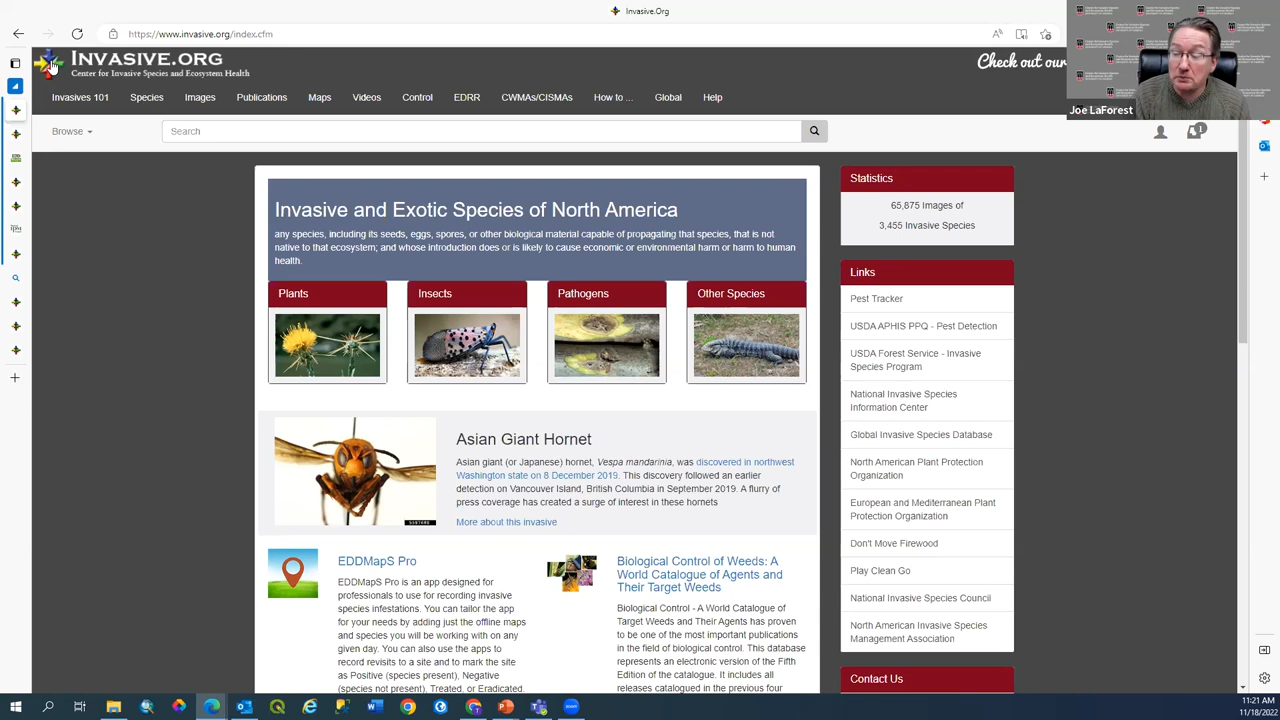 Invasive.Org
https://www.invasive.org/index.cfm
INVASIVE.ORG
Center for Invasive Species and Ecosystem Health
Check out our
Joe LaForest
Invasives 101 Species Images Publications Maps Videos Control EDRR CWMAs/CISMAs How to ... Global Help
Browse
Search
1
Invasive and Exotic Species of North America
any species, including its seeds, eggs, spores, or other biological material capable of propagating that species, that is not
native to that ecosystem; and whose introduction does or is likely to cause economic or environmental harm or harm to human
health.
Plants
Insects
Pathogens
Other Species
Asian Giant Hornet
Asian giant (or Japanese) hornet, Vespa mandarinia, was discovered in northwest
Washington state on 8 December 2019. This discovery followed an earlier
detection on Vancouver Island, British Columbia in September 2019. A flurry of
press coverage has created a surge of interest in these hornets
More about this invasive
EDDMapS Pro
EDDMapS Pro is an app designed for
professionals to use for recording invasive
species infestations. You can tailor the app
for your needs by adding just the offline maps
and species you will be working with on any
given day. You can also use the apps to
record revisits to a site and to mark the site
as Positive (species present), Negative
(species not present), Treated, or Eradicated.
Biological Control of Weeds: A
World Catalogue of Agents and
Their Target Weeds
Biological Control - A World Catalogue of
Target Weeds and Their Agents has proven
to be one of the most important publications
in the field of biological control. This database
represents an electronic version of the Fifth
Edition of the catalogue. It includes all
releases catalogued in the previous four
Statistics
65,875 Images of
3,455 Invasive Species
Links
Pest Tracker
USDA APHIS PPQ - Pest Detection
USDA Forest Service - Invasive
Species Program
National Invasive Species
Information Center
Global Invasive Species Database
North American Plant Protection
Organization
European and Mediterranean Plant
Protection Organization
Don't Move Firewood
Play Clean Go
National Invasive Species Council
North American Invasive Species
Management Association
Contact Us
11:21 AM
11/18/2022